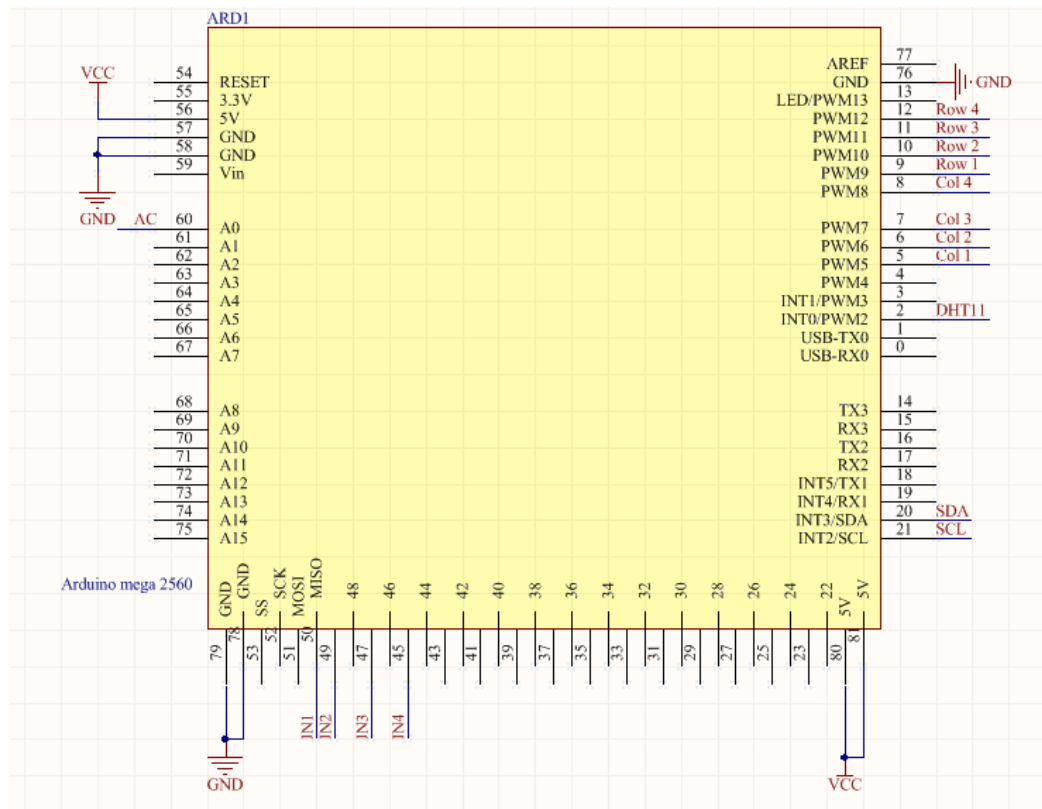 ARD1
VCC
54 RESET
55 3.3V
56 5V
57 GND
58 GND
59 Vin
GND
AC 60 A0
61 A1
62 A2
63 A3
64 A4
65 A5
66 A6
67 A7
68 A8
69 A9
70 A10
71 A11
72 A12
73 A13
74 A14
75 A15
AREF 77
GND 76 GND
LED/PWM13 13
PWM12 12 Row 4
PWM11 11 Row 3
PWM10 10 Row 2
PWM9 9 Row 1
PWM8 8 Col 4
PWM7 7 Col 3
PWM6 6 Col 2
PWM5 5 Col 1
PWM4 4
INT1/PWM3 3
INT0/PWM2 2 DHT11
USB-TX0 1
USB-RX0 0
TX3 14
RX3 15
TX2 16
RX2 17
INT5/TX1 18
INT4/RX1 19
INT3/SDA 20 SDA
INT2/SCL 21 SCL
Arduino mega 2560
GND GND SS SCK MOSI MISO 48 46 44 42 40 38 36 34 32 30 28 26 24 22 5V 5V
79 78 53 52 51 50 49 47 45 43 41 39 37 35 33 31 29 27 25 23 80 81
IN1 IN2 IN3 IN4
GND
VCC